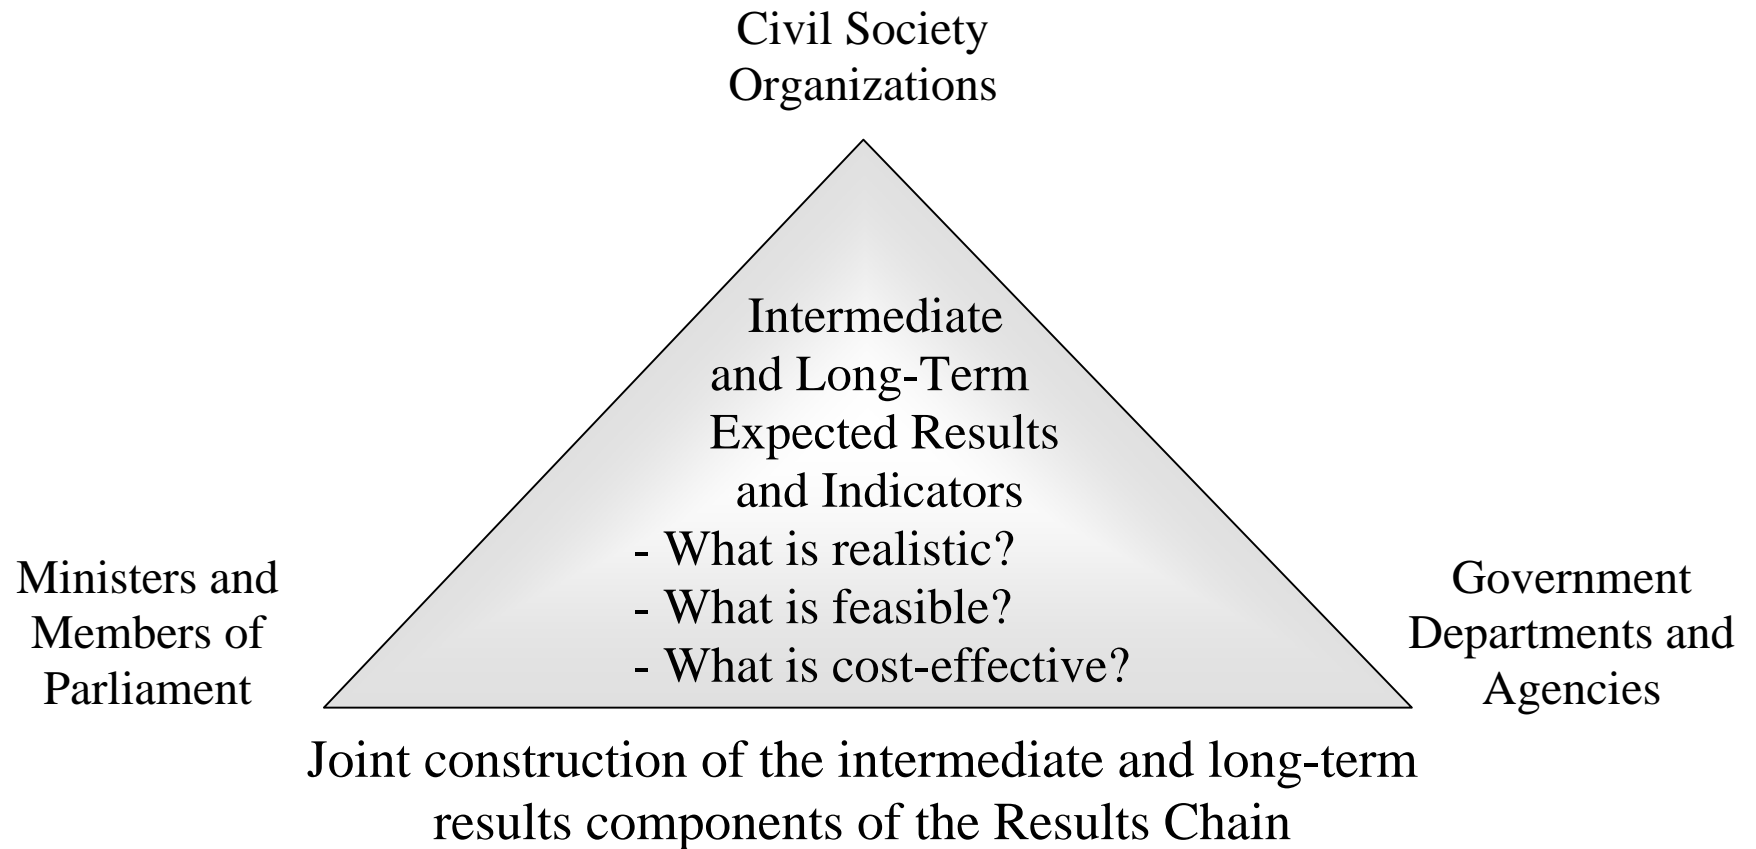 Civil Society
Organizations
Intermediate
and Long-Term
Expected Results
and Indicators
- What is realistic?
- What is feasible?
- What is cost-effective?
Ministers and
Members of
Parliament
Government
Departments and
Agencies
Joint construction of the intermediate and long-term
results components of the Results Chain